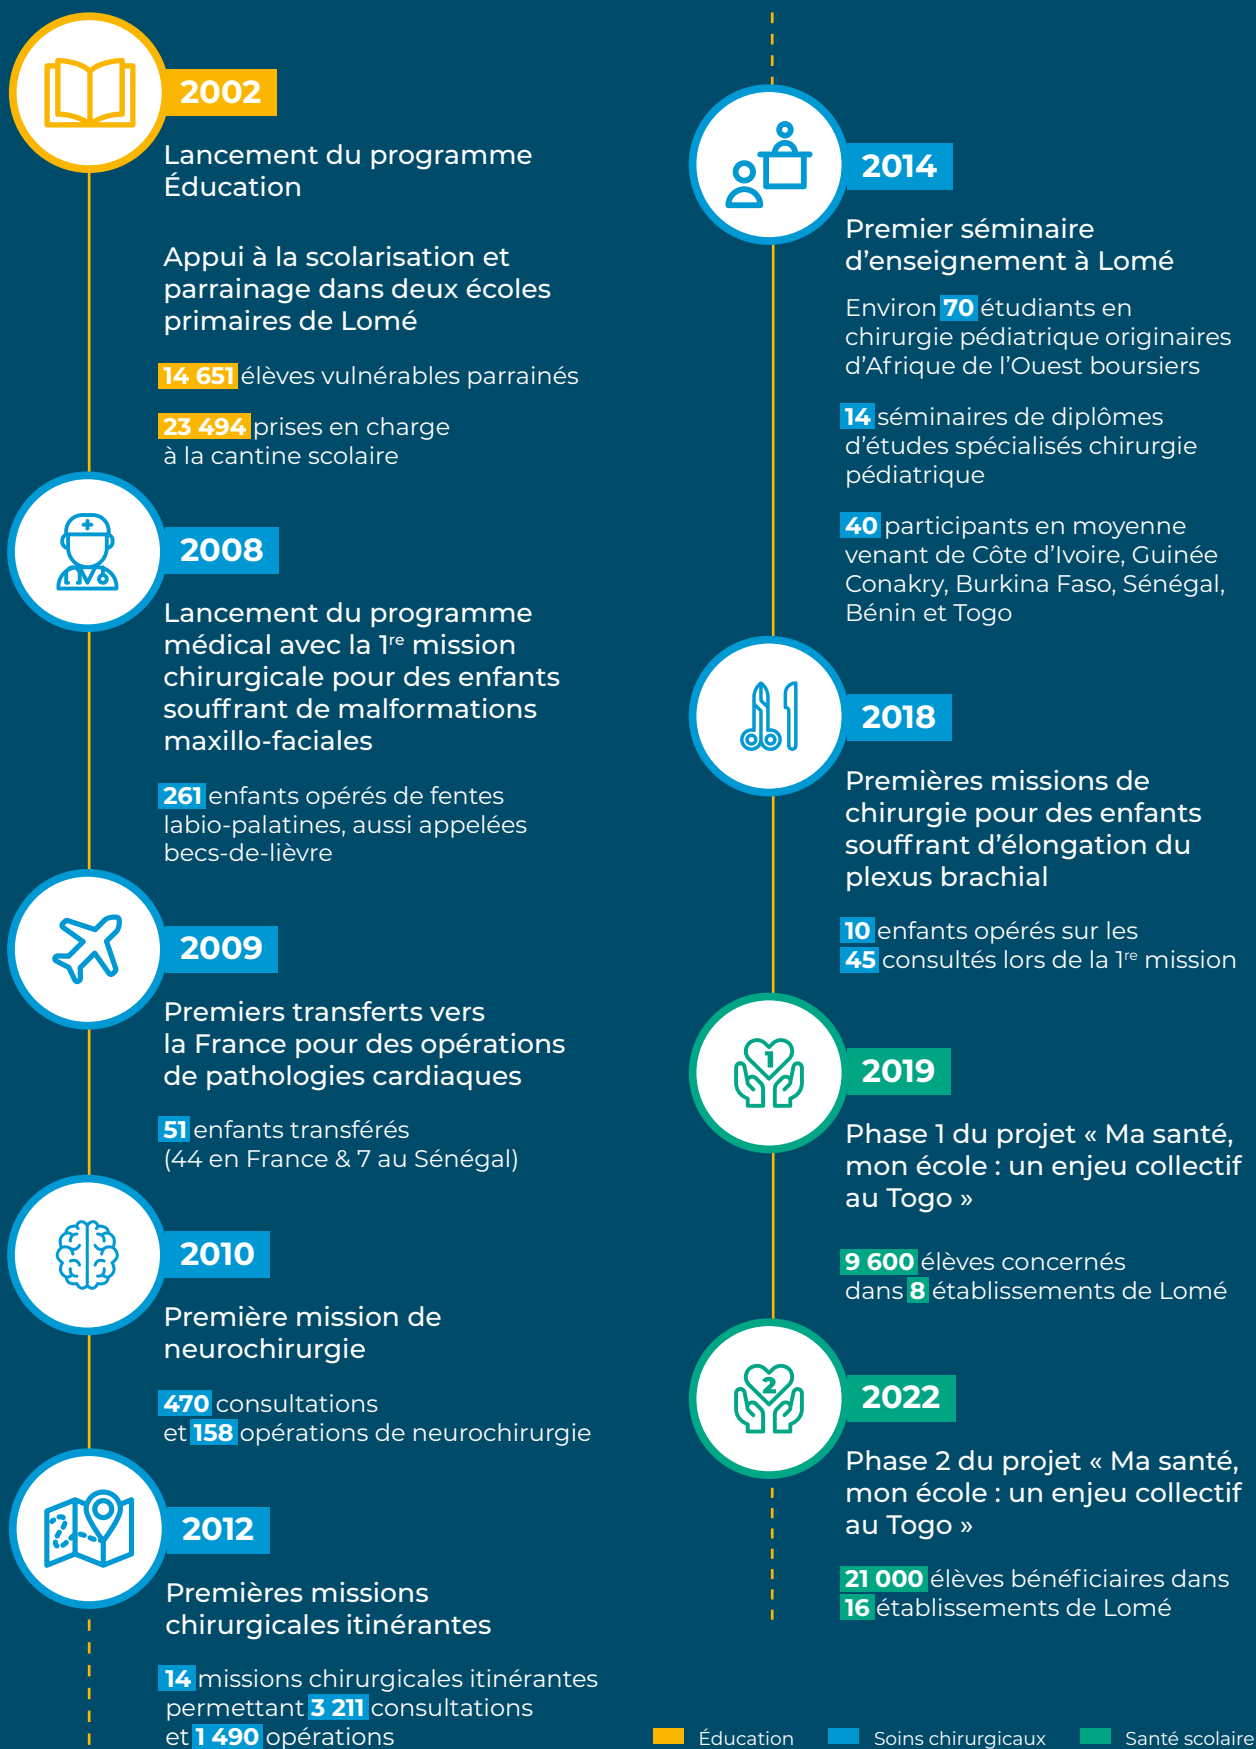 2002
Lancement du programme
Éducation
Appui à la scolarisation et
parrainage dans deux écoles
primaires de Lomé
14 651 élèves vulnérables parrainés
23 494 prises en charge
à la cantine scolaire
2008
Lancement du programme
médical avec la 1re mission
chirurgicale pour des enfants
souffrant de malformations
maxillo-faciales
261 enfants opérés de fentes
labio-palatines, aussi appelées
becs-de-lièvre
2009
Premiers transferts vers
la France pour des opérations
de pathologies cardiaques
51 enfants transférés
(44 en France & 7 au Sénégal)
2010
Première mission de
neurochirurgie
470 consultations
et 158 opérations de neurochirurgie
2012
Premières missions
chirurgicales itinérantes
14 missions chirurgicales itinérantes
permettant 3 211 consultations
et 1 490 opérations
2014
Premier séminaire
d’enseignement à Lomé
Environ 70 étudiants en
chirurgie pédiatrique originaires
d’Afrique de l’Ouest boursiers
14 séminaires de diplômes
d’études spécialisés chirurgie
pédiatrique
40 participants en moyenne
venant de Côte d’Ivoire, Guinée
Conakry, Burkina Faso, Sénégal,
Bénin et Togo
2018
Premières missions de
chirurgie pour des enfants
souffrant d’élongation du
plexus brachial
10 enfants opérés sur les
45 consultés lors de la 1re mission
1
2019
Phase 1 du projet « Ma santé,
mon école : un enjeu collectif
au Togo »
9 600 élèves concernés
dans 8 établissements de Lomé
2
2022
Phase 2 du projet « Ma santé,
mon école : un enjeu collectif
au Togo »
21 000 élèves bénéficiaires dans
16 établissements de Lomé
Éducation
Soins chirurgicaux
Santé scolaire